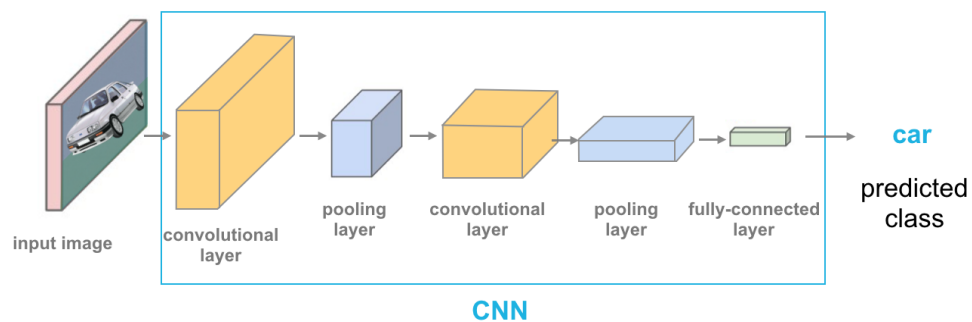 input image
convolutional
layer
pooling
layer
convolutional
layer
pooling
layer
fully-connected
layer
car
predicted
class
CNN